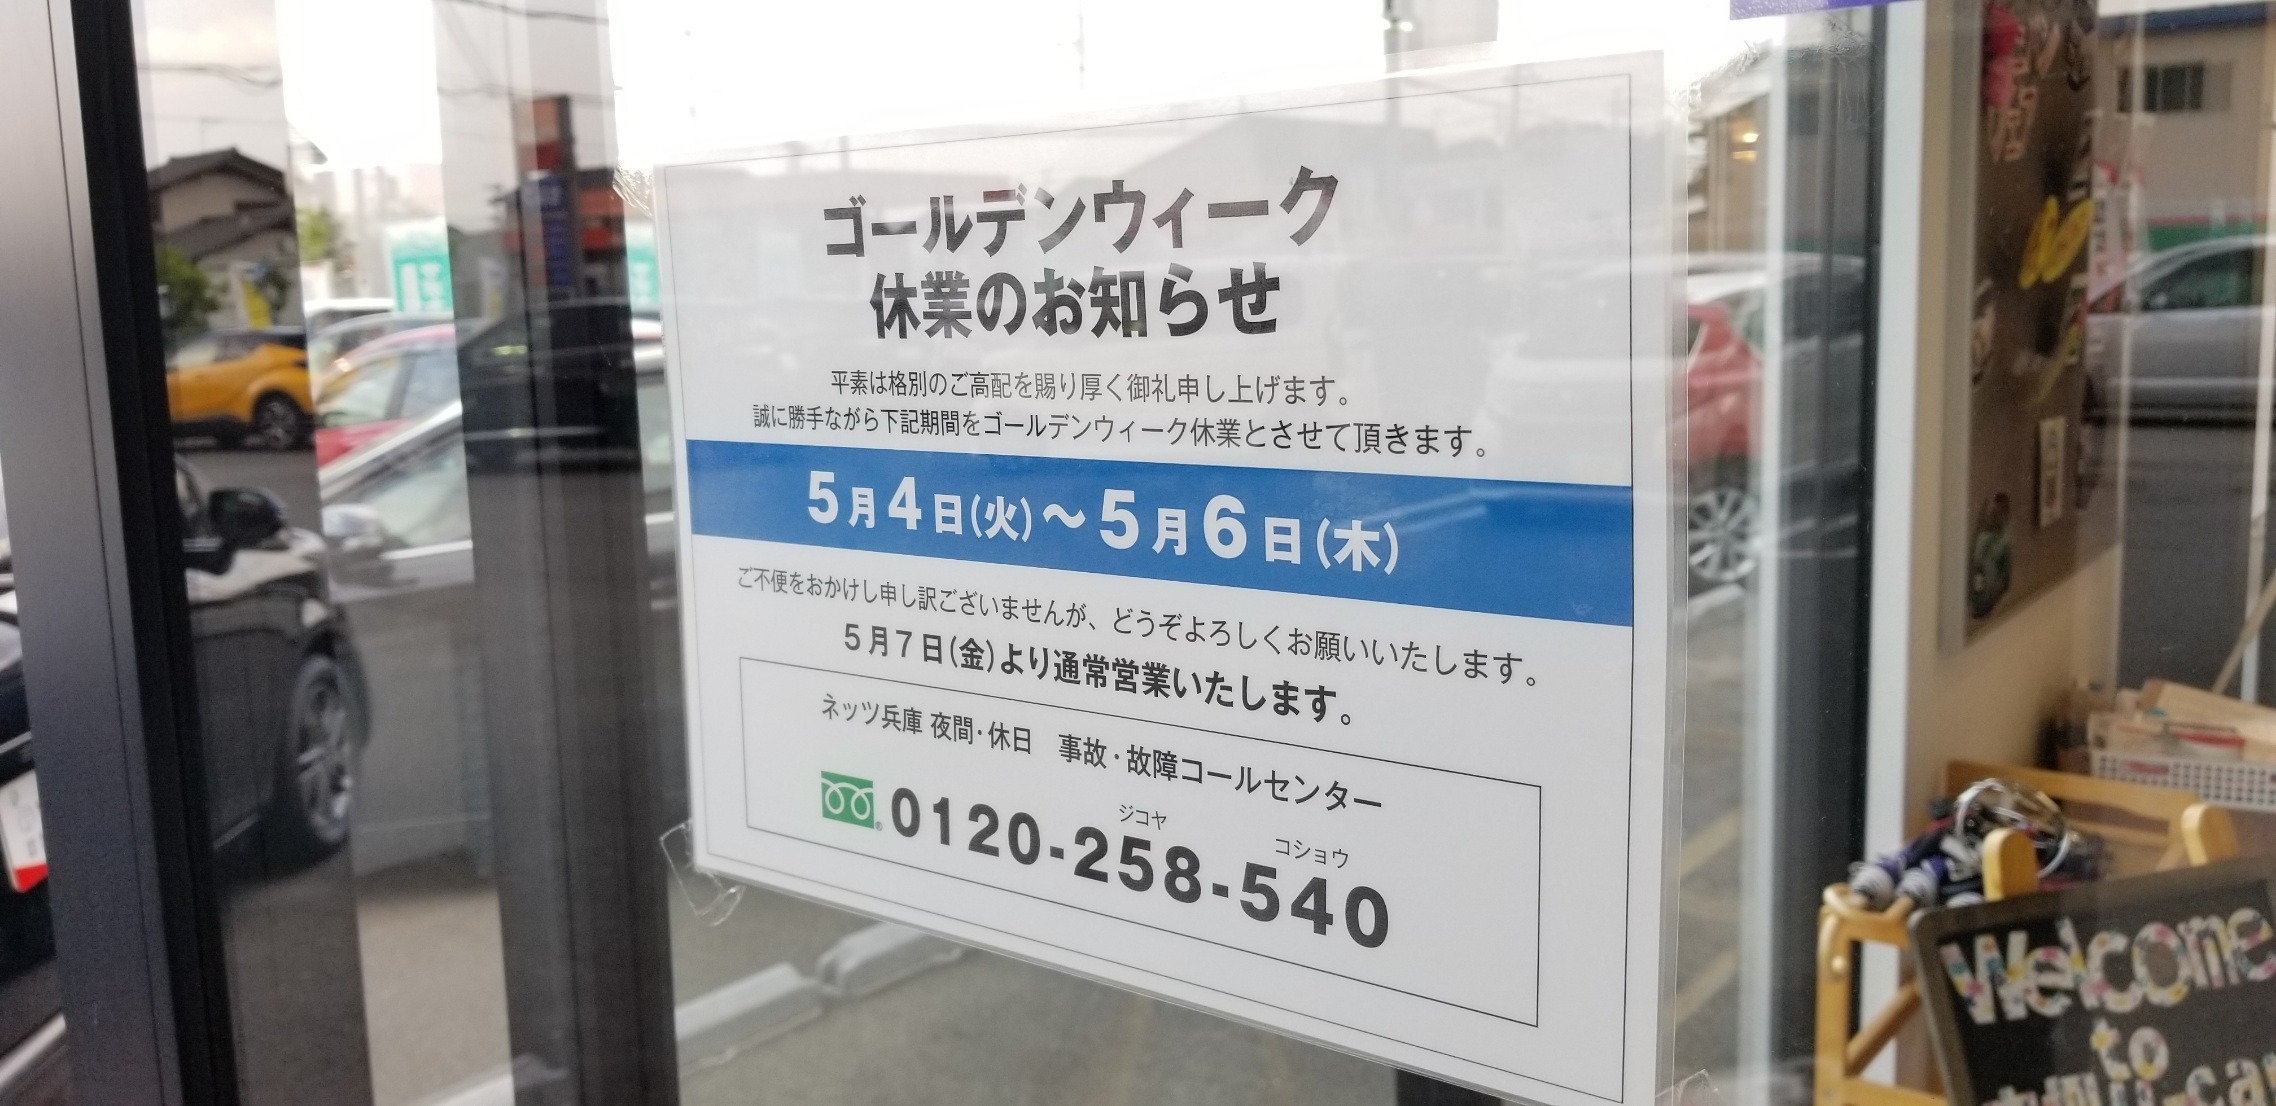 ゴールデンウィーク
休業のお知らせ
平素は格別のご高配を賜り厚く御礼申し上げます。
誠に勝手ながら下記期間をゴールデンウィーク休業とさせて頂きます。
5月4日(火)〜5月6日(木)
ご不便をおかけし申し訳ございませんが、どうぞよろしくお願いいたします。
5月7日(金)より通常営業いたします。
ネッツ兵庫 夜間・休日　事故・故障コールセンター
ジコヤ コショウ
0120-258-540
Welcome
to